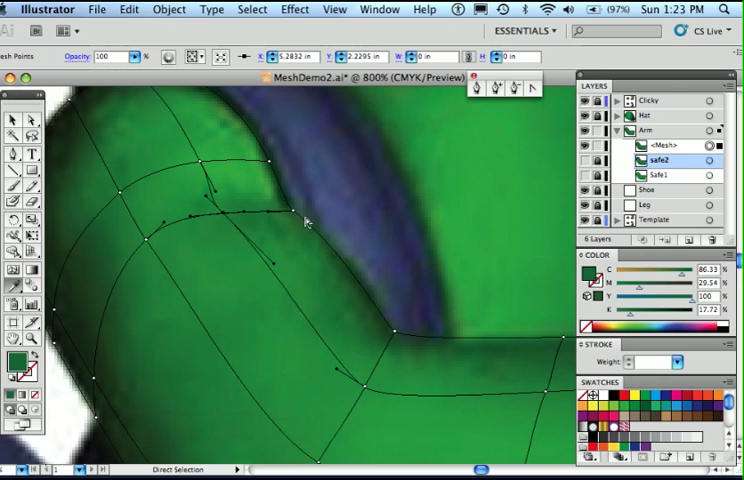 Illustrator File Edit Object Type Select Effect View Window Help (97%) Sun 1:23 PM
Br ESSENTIALS CS Live
Mesh Points Opacity: 100 % X: 5.2832 in Y: 2.2295 in W: 0 in H: 0 in
MeshDemo2.ai* @ 800% (CMYK/Preview)
LAYERS
Clicky
Hat
Arm
<Mesh>
safe2
Safe1
Shoe
Leg
Template
6 Layers
COLOR
C 86.33 %
M 29.54 %
Y 100 %
K 17.72 %
STROKE
Weight:
SWATCHES
% 1 Direct Selection